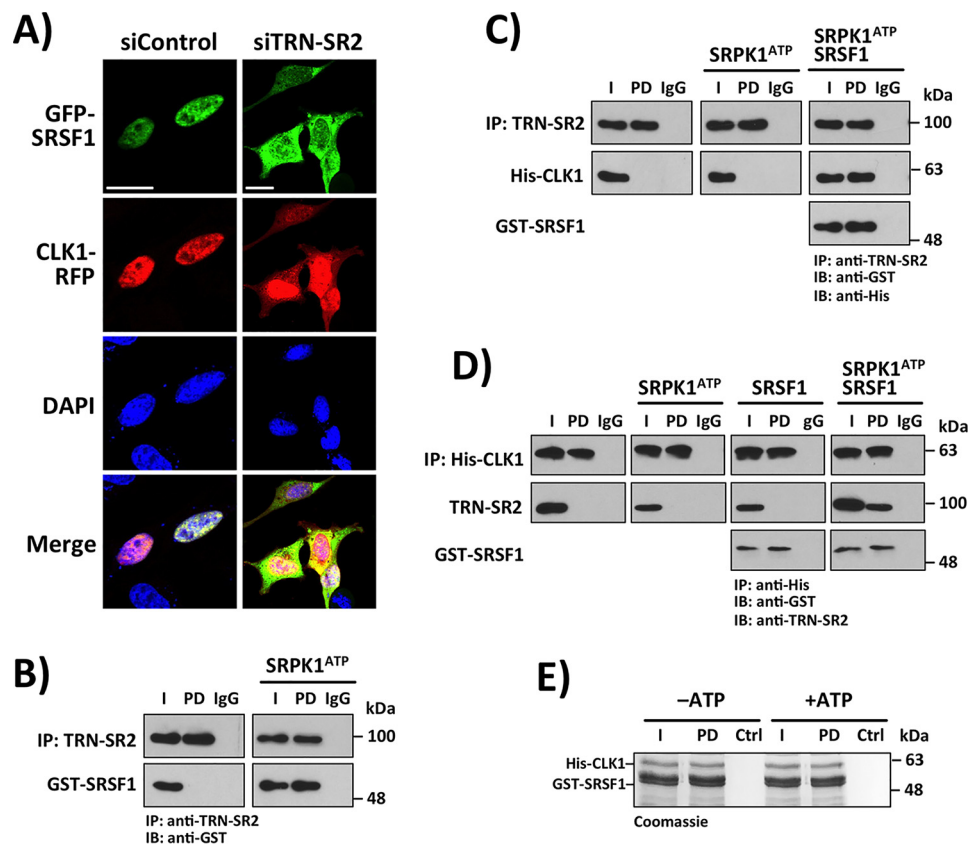 A)
siControl siTRN-SR2
GFP-
SRSF1
CLK1-
RFP
DAPI
Merge
B)
SRPK1ATP
I PD IgG I PD IgG
kDa
IP: TRN-SR2
100
GST-SRSF1
48
IP: anti-TRN-SR2
IB: anti-GST
C)
SRPK1ATP
SRPK1ATP
SRSF1
I PD IgG I PD IgG I PD IgG
kDa
IP: TRN-SR2
100
His-CLK1
63
GST-SRSF1
48
IP: anti-TRN-SR2
IB: anti-GST
IB: anti-His
D)
SRPK1ATP
SRSF1
SRPK1ATP
SRSF1
I PD IgG I PD IgG I PD gG I PD IgG
kDa
IP: His-CLK1
63
TRN-SR2
100
GST-SRSF1
48
IP: anti-His
IB: anti-GST
IB: anti-TRN-SR2
E)
–ATP +ATP
I PD Ctrl I PD Ctrl
kDa
His-CLK1
63
GST-SRSF1
48
Coomassie